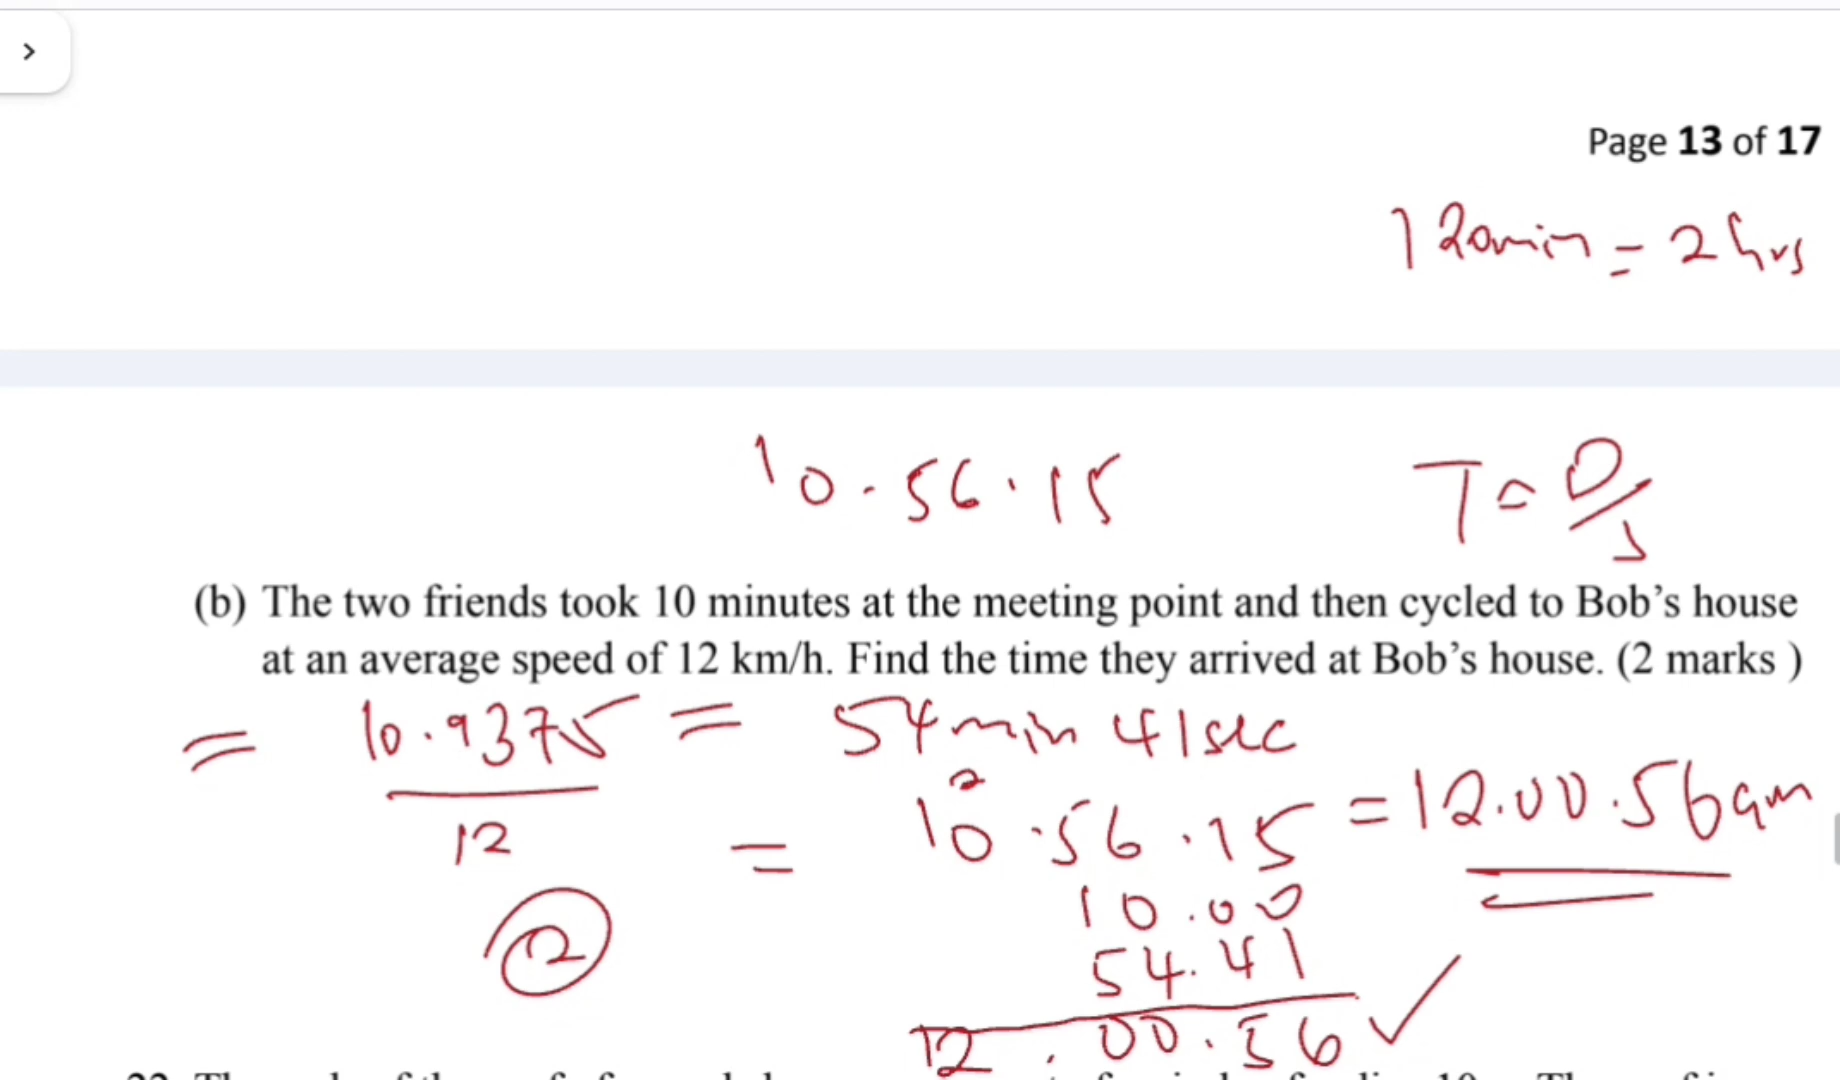 >
Page 13 of 17
120min = 2 hrs
10.56.15
T = D/S
(b) The two friends took 10 minutes at the meeting point and then cycled to Bob’s house
at an average speed of 12 km/h. Find the time they arrived at Bob’s house. (2 marks )
= 10.9375 = 54min 41sec
12
2
= 10.56.15 = 12.00.56am
10.00
2
54.41
12.00.56 ✓